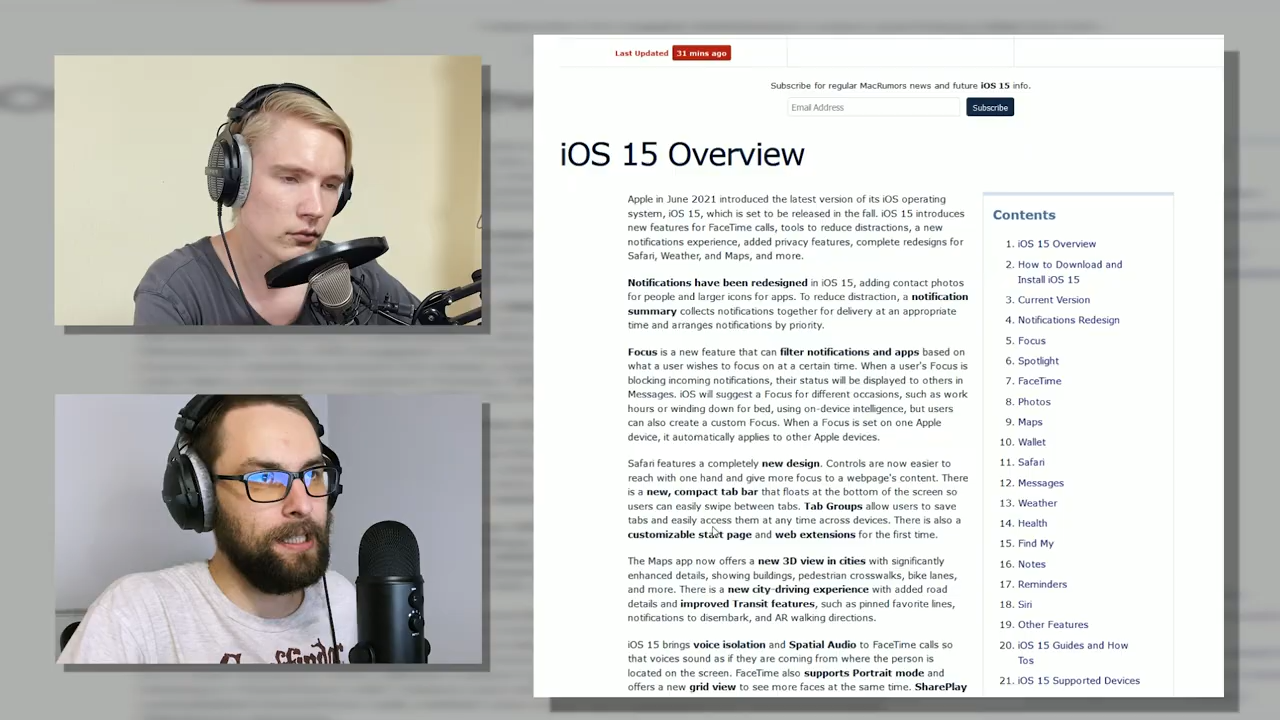 Last Updated 31 mins ago
Subscribe for regular MacRumors news and future iOS 15 info.
Email Address
Subscribe
iOS 15 Overview
Apple in June 2021 introduced the latest version of its iOS operating
system, iOS 15, which is set to be released in the fall. iOS 15 introduces
new features for FaceTime calls, tools to reduce distractions, a new
notifications experience, added privacy features, complete redesigns for
Safari, Weather, and Maps, and more.
Notifications have been redesigned in iOS 15, adding contact photos
for people and larger icons for apps. To reduce distraction, a notification
summary collects notifications together for delivery at an appropriate
time and arranges notifications by priority.
Focus is a new feature that can filter notifications and apps based on
what a user wishes to focus on at a certain time. When a user's Focus is
blocking incoming notifications, their status will be displayed to others in
Messages. iOS will suggest a Focus for different occasions, such as work
hours or winding down for bed, using on-device intelligence, but users
can also create a custom Focus. When a Focus is set on one Apple
device, it automatically applies to other Apple devices.
Safari features a completely new design. Controls are now easier to
reach with one hand and give more focus to a webpage's content. There
is a new, compact tab bar that floats at the bottom of the screen so
users can easily swipe between tabs. Tab Groups allow users to save
tabs and easily access them at any time across devices. There is also a
customizable start page and web extensions for the first time.
The Maps app now offers a new 3D view in cities with significantly
enhanced details, showing buildings, pedestrian crosswalks, bike lanes,
and more. There is a new city-driving experience with added road
details and improved Transit features, such as pinned favorite lines,
notifications to disembark, and AR walking directions.
iOS 15 brings voice isolation and Spatial Audio to FaceTime calls so
that voices sound as if they are coming from where the person is
located on the screen. FaceTime also supports Portrait mode and
offers a new grid view to see more faces at the same time. SharePlay
Contents
1. iOS 15 Overview
2. How to Download and
Install iOS 15
3. Current Version
4. Notifications Redesign
5. Focus
6. Spotlight
7. FaceTime
8. Photos
9. Maps
10. Wallet
11. Safari
12. Messages
13. Weather
14. Health
15. Find My
16. Notes
17. Reminders
18. Siri
19. Other Features
20. iOS 15 Guides and How
Tos
21. iOS 15 Supported Devices